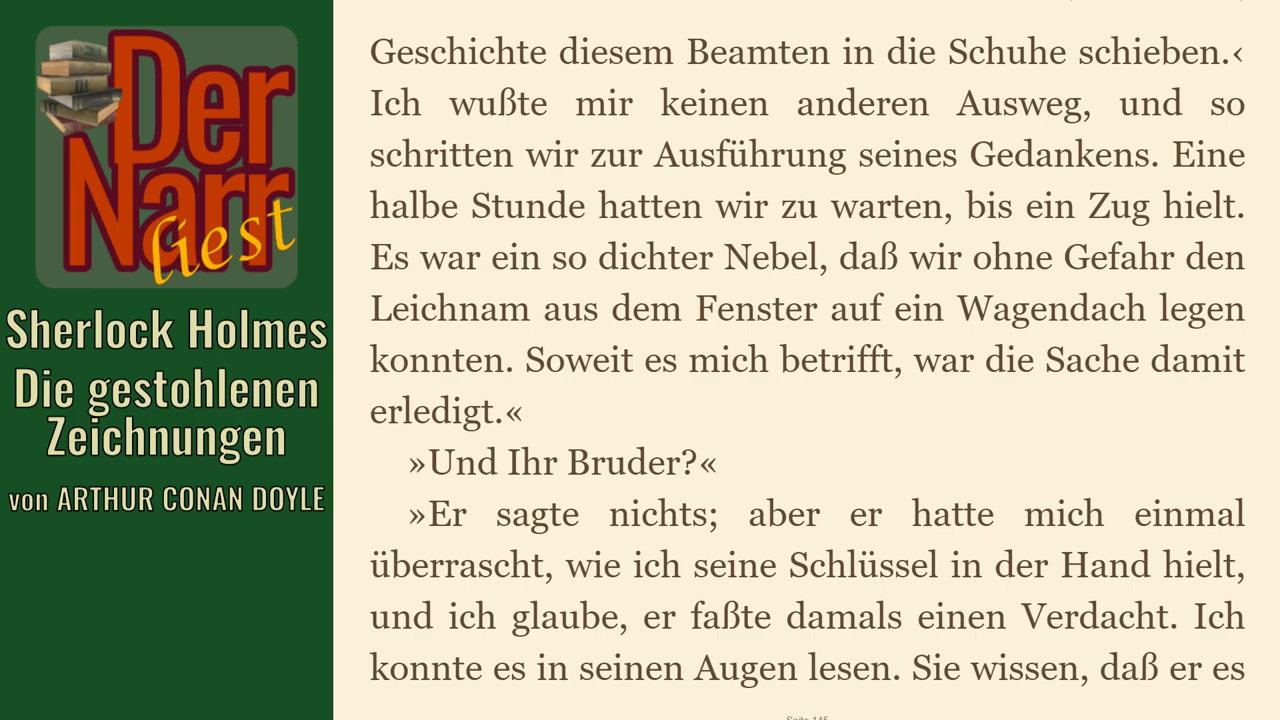 Der
Narr
liest
Sherlock Holmes
Die gestohlenen
Zeichnungen
von ARTHUR CONAN DOYLE
Geschichte diesem Beamten in die Schuhe schieben.‹
Ich wußte mir keinen anderen Ausweg, und so
schritten wir zur Ausführung seines Gedankens. Eine
halbe Stunde hatten wir zu warten, bis ein Zug hielt.
Es war ein so dichter Nebel, daß wir ohne Gefahr den
Leichnam aus dem Fenster auf ein Wagendach legen
konnten. Soweit es mich betrifft, war die Sache damit
erledigt.«
»Und Ihr Bruder?«
»Er sagte nichts; aber er hatte mich einmal
überrascht, wie ich seine Schlüssel in der Hand hielt,
und ich glaube, er faßte damals einen Verdacht. Ich
konnte es in seinen Augen lesen. Sie wissen, daß er es